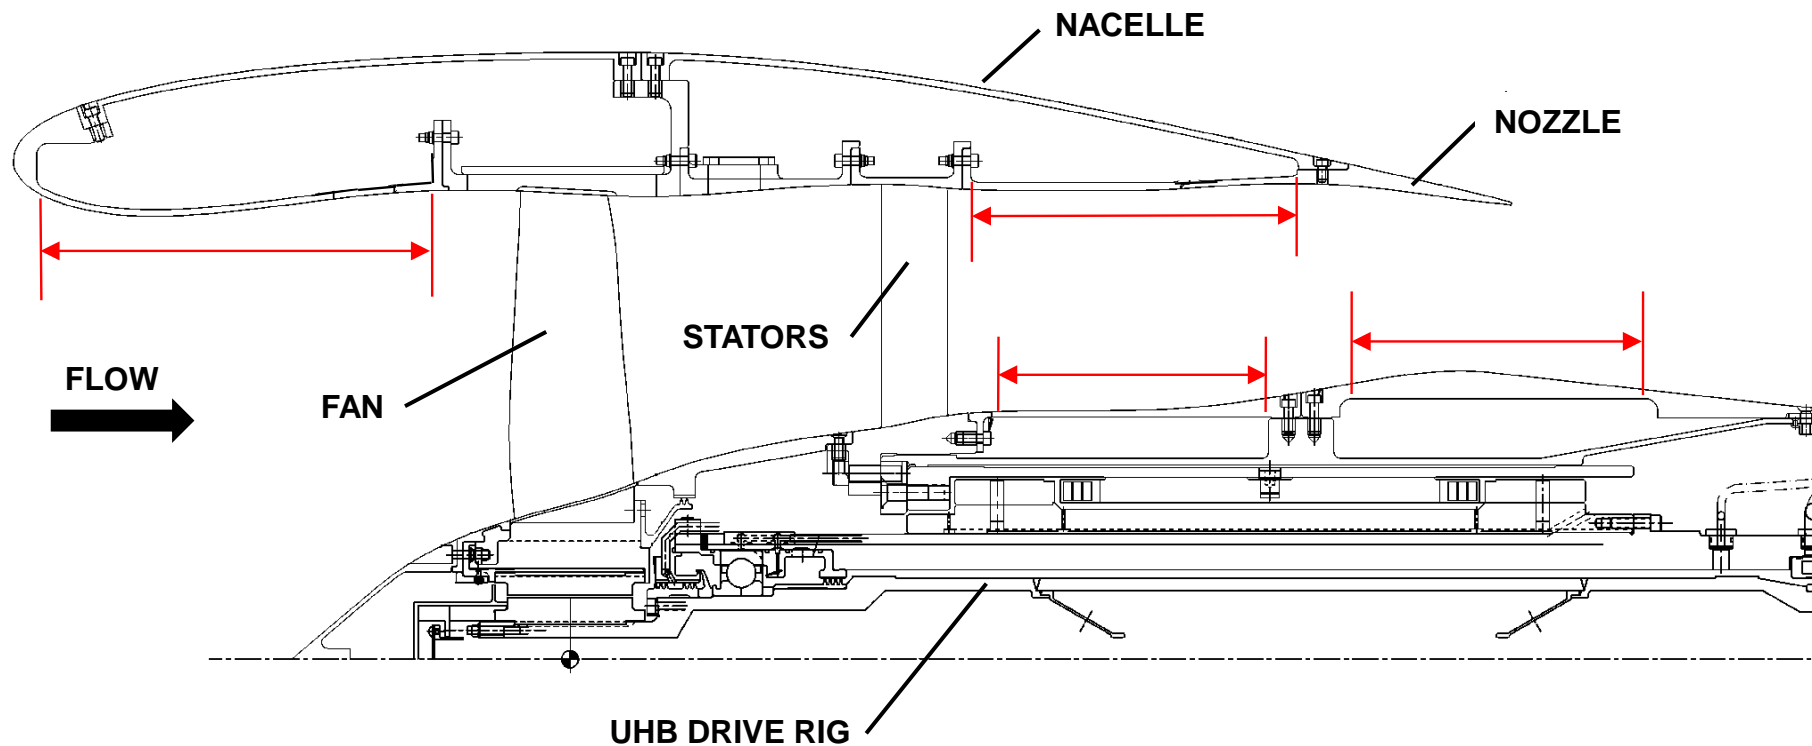 NACELLE
NOZZLE
STATORS
FLOW
FAN
UHB DRIVE RIG